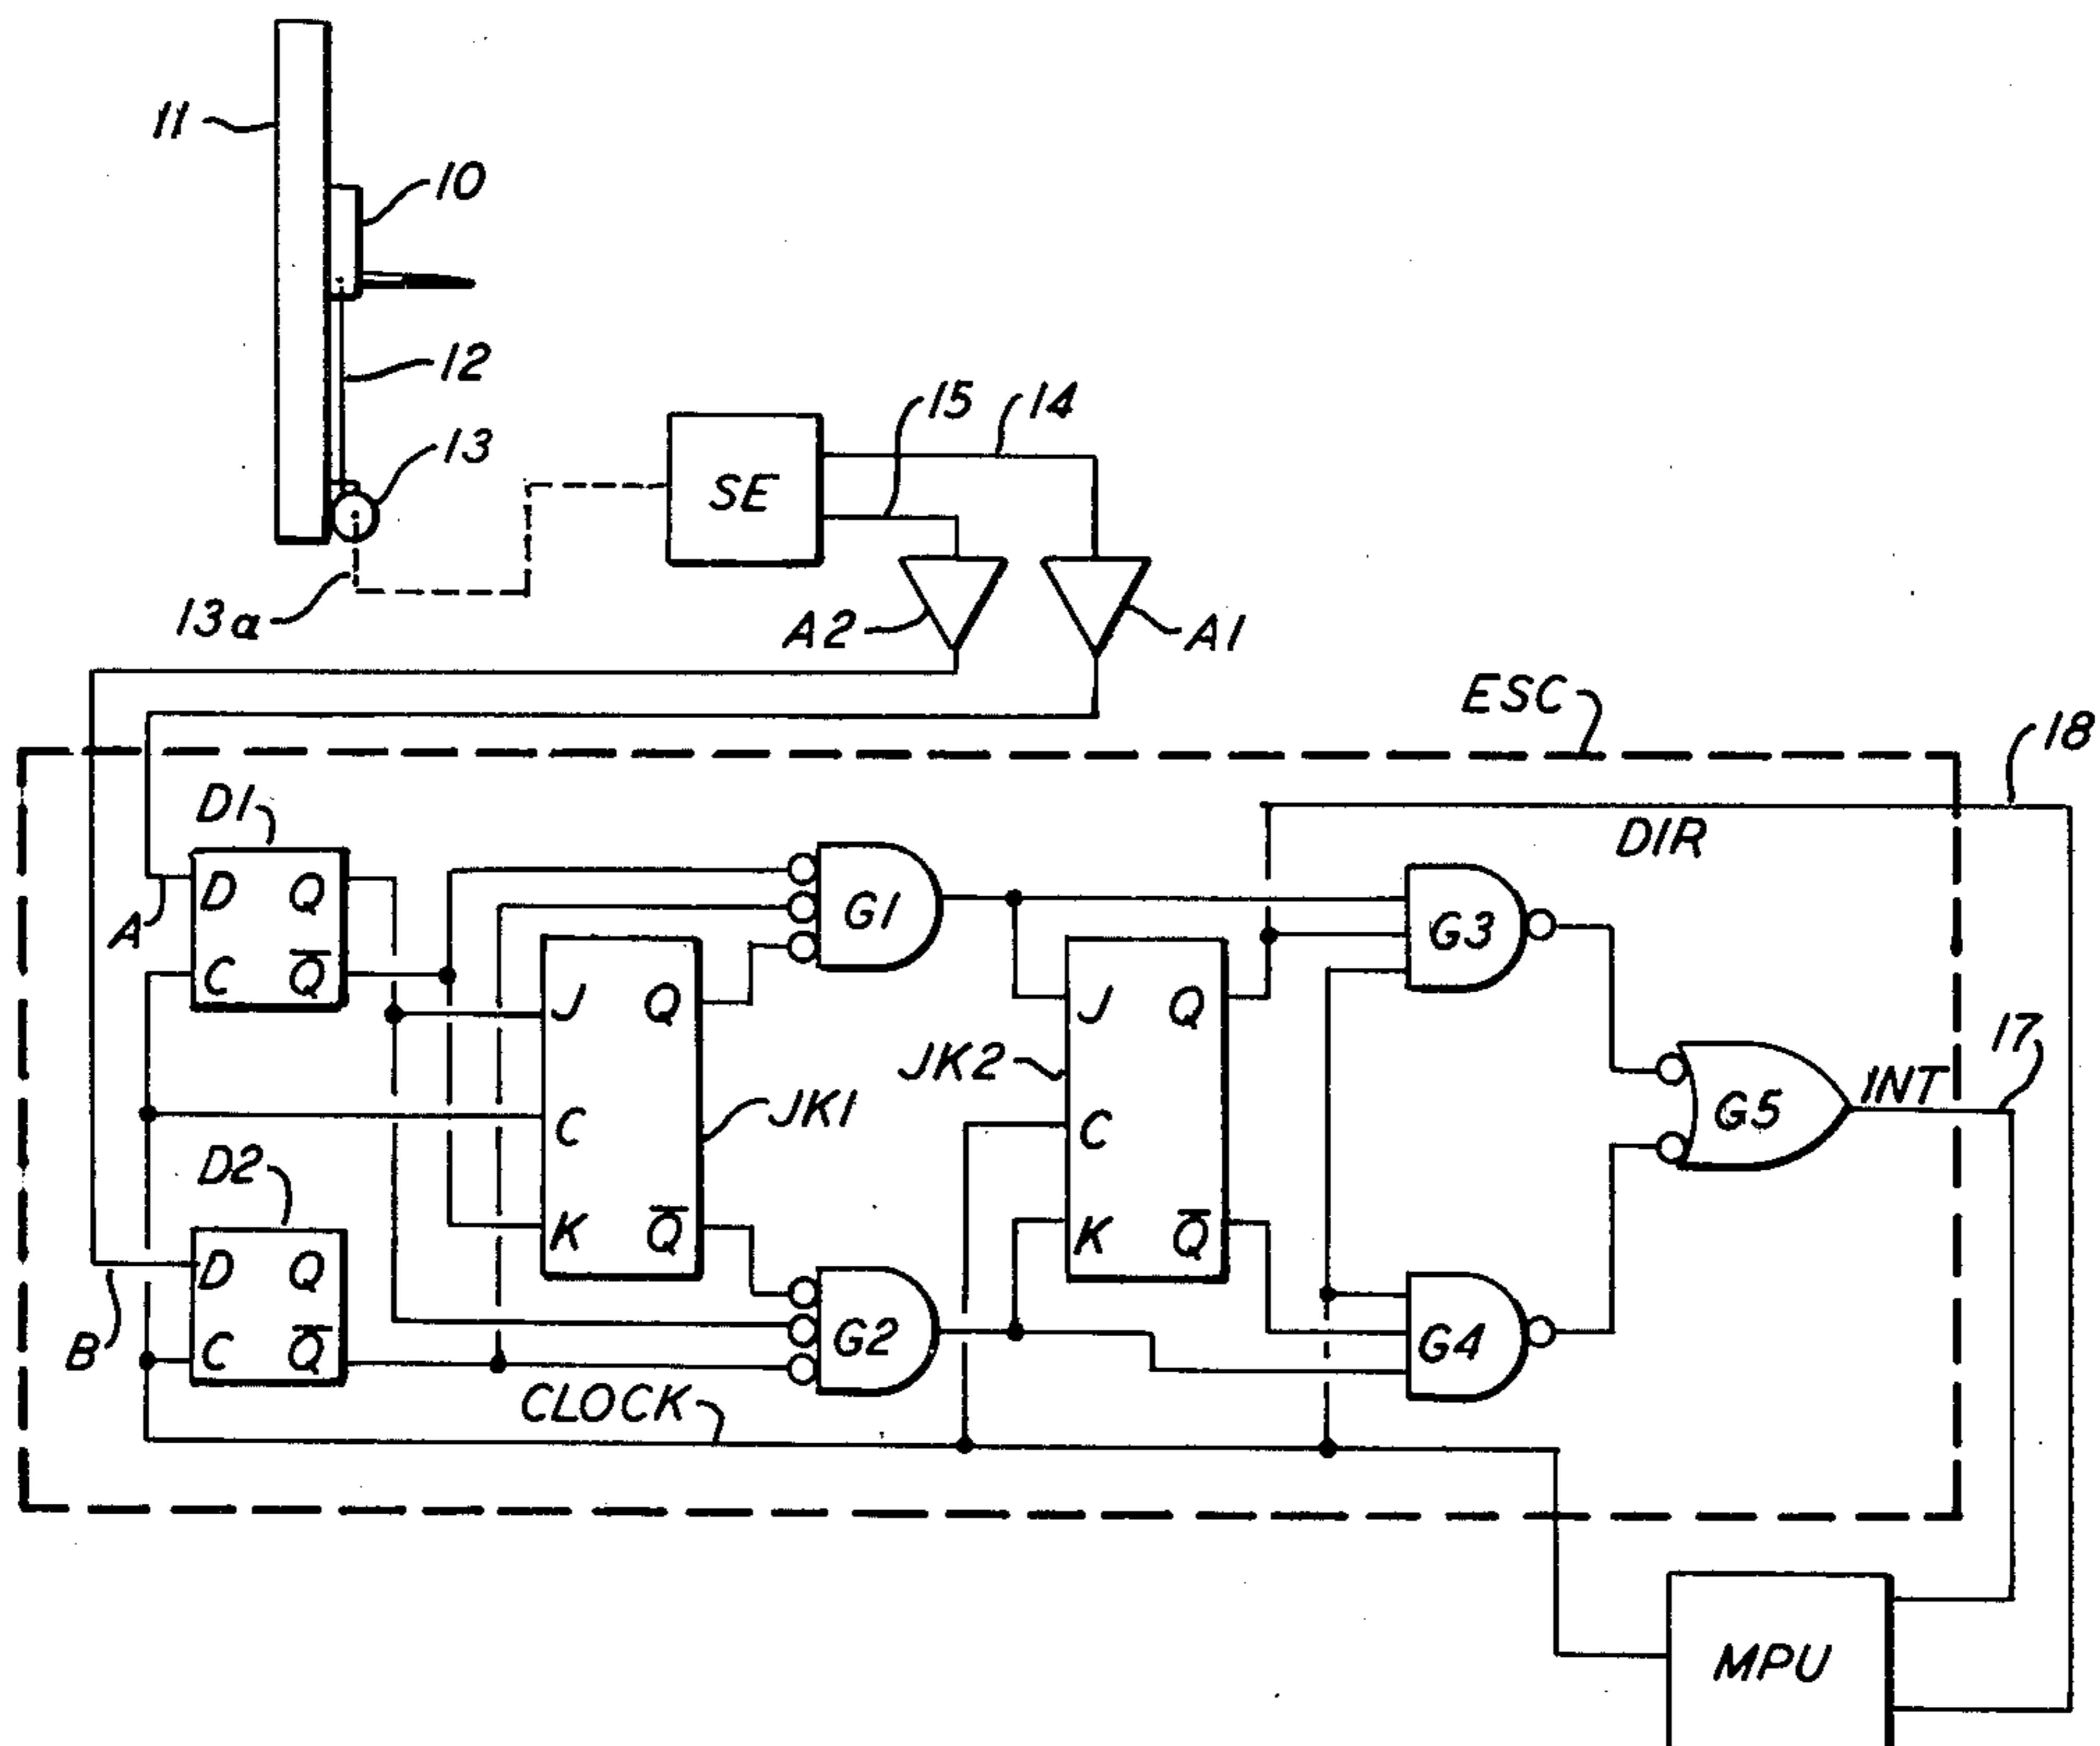 11
10
12
13
13a
SE
15
14
A2
A1
ESC
18
D1
D Q
C Q̅
A
G1
DIR
G3
J Q
C
K Q̅
JK1
JK2
J Q
C
K Q̅
17
INT
G5
D2
D Q
C Q̅
B
G2
G4
CLOCK
MPU